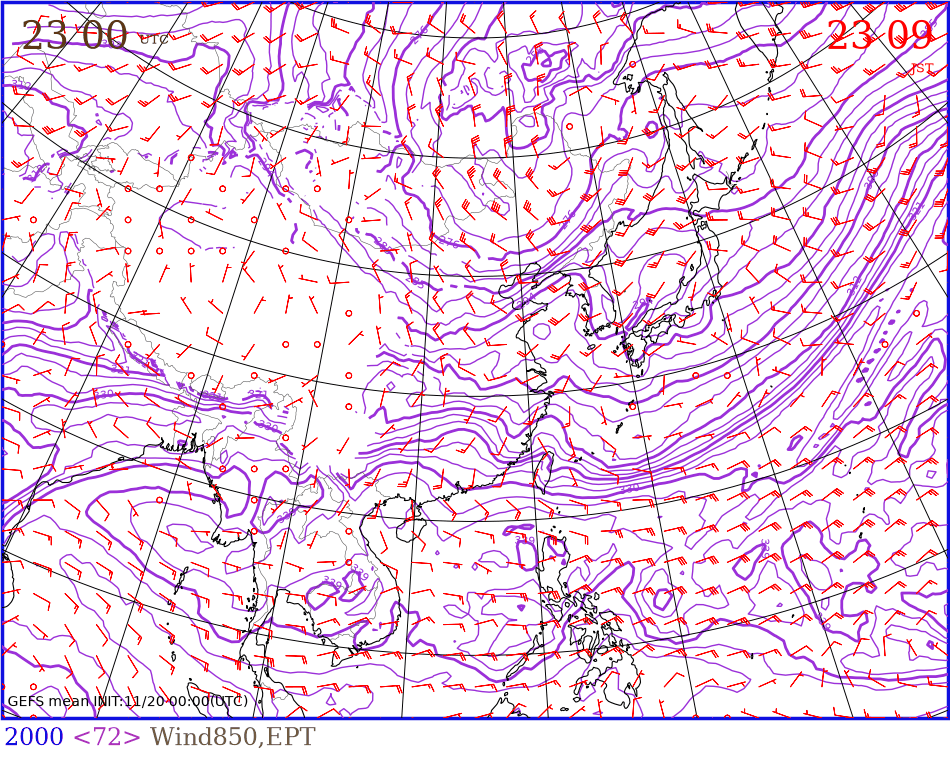 23 00 UTC
23 09
JST
GEFS mean INIT:11/20 00:00(UTC)
2000 <72> Wind850,EPT